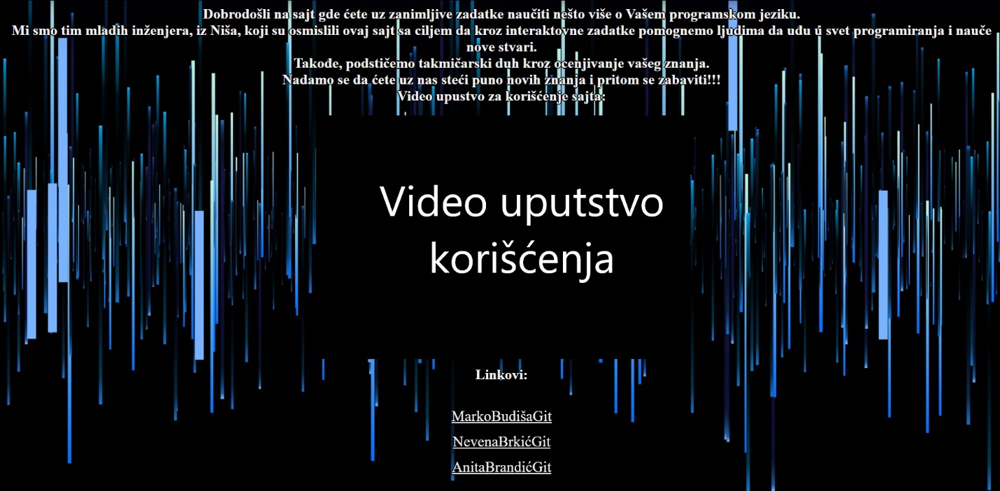 Dobrodošli na sajt gde ćete uz zanimljive zadatke naučiti nešto više o Vašem programskom jeziku.
Mi smo tim mladih inženjera, iz Niša, koji su osmislili ovaj sajt sa ciljem da kroz interaktovne zadatke pomognemo ljudima da uđu u svet programiranja i nauče
nove stvari.
Takođe, podstičemo takmičarski duh kroz ocenjivanje vašeg znanja.
Nadamo se da ćete uz nas steći puno novih znanja i pritom se zabaviti!!!
Video upustvo za korišćenje sajta:
Video uputstvo
korišćenja
Linkovi:
MarkoBudišaGit
NevenaBrkićGit
AnitaBrandićGit